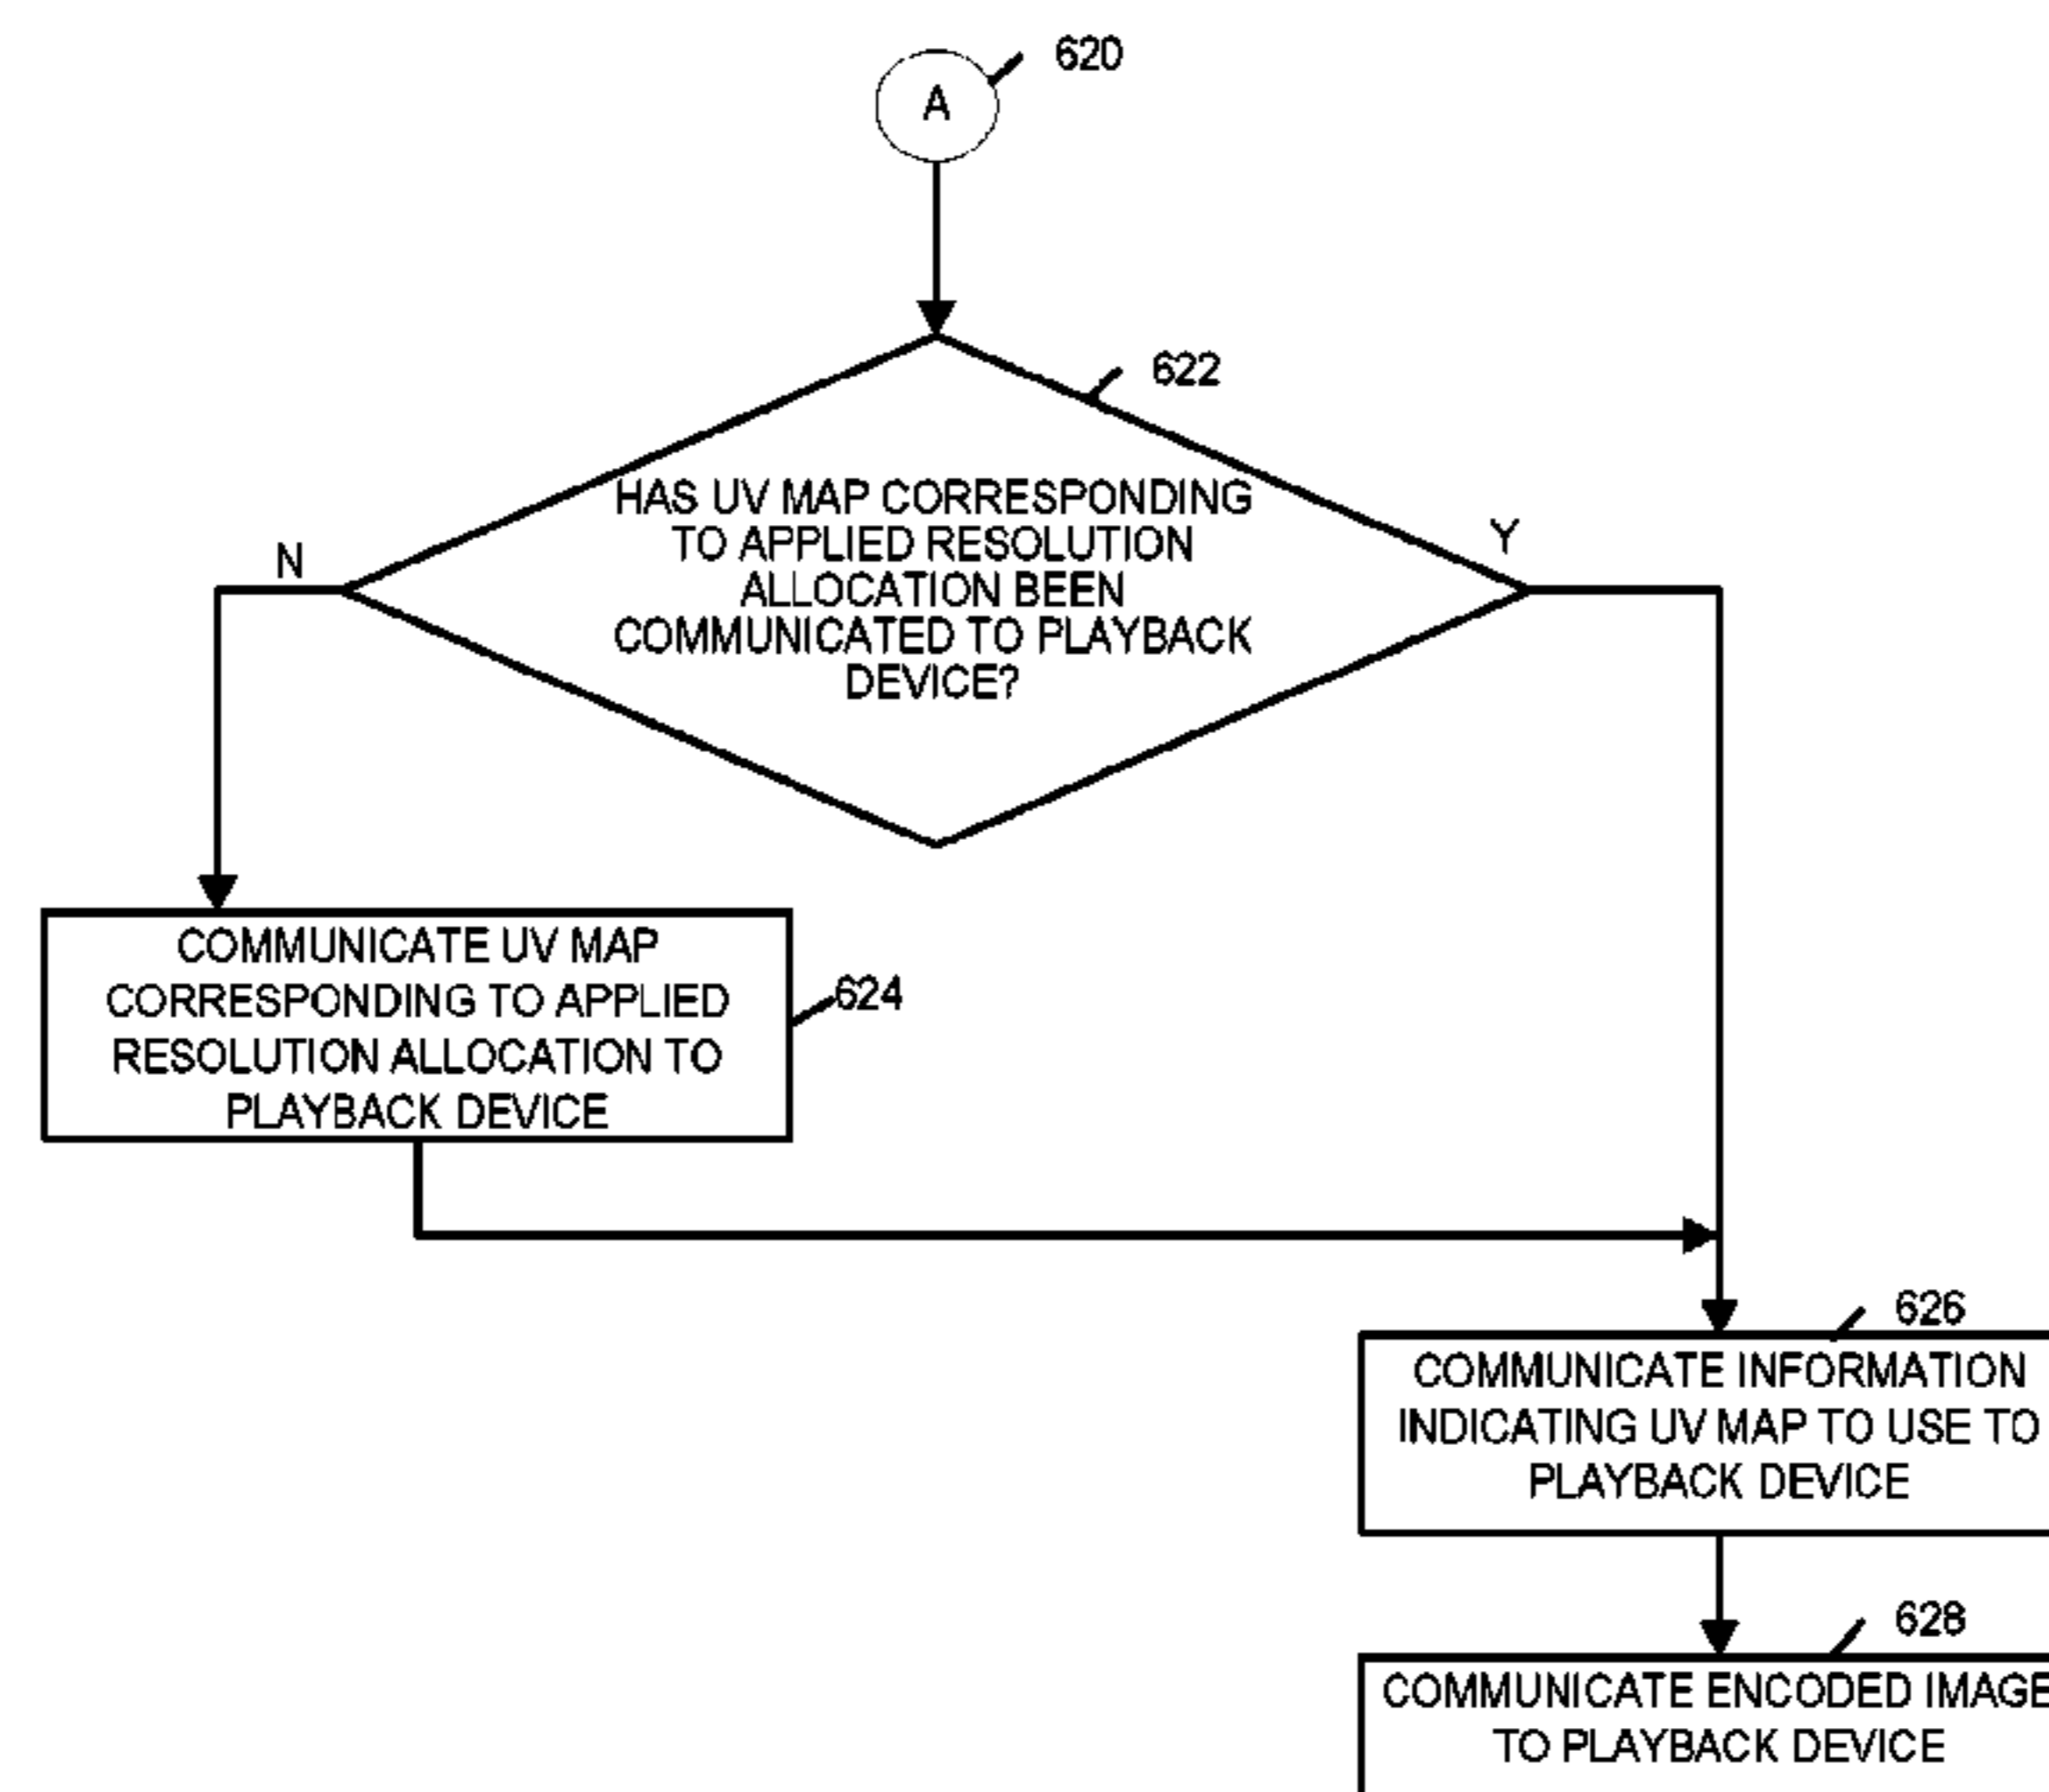 620
A
622
HAS UV MAP CORRESPONDING
TO APPLIED RESOLUTION
ALLOCATION BEEN
COMMUNICATED TO PLAYBACK
DEVICE?
N
Y
COMMUNICATE UV MAP
CORRESPONDING TO APPLIED
RESOLUTION ALLOCATION TO
PLAYBACK DEVICE
624
626
COMMUNICATE INFORMATION
INDICATING UV MAP TO USE TO
PLAYBACK DEVICE
628
COMMUNICATE ENCODED IMAGE
TO PLAYBACK DEVICE